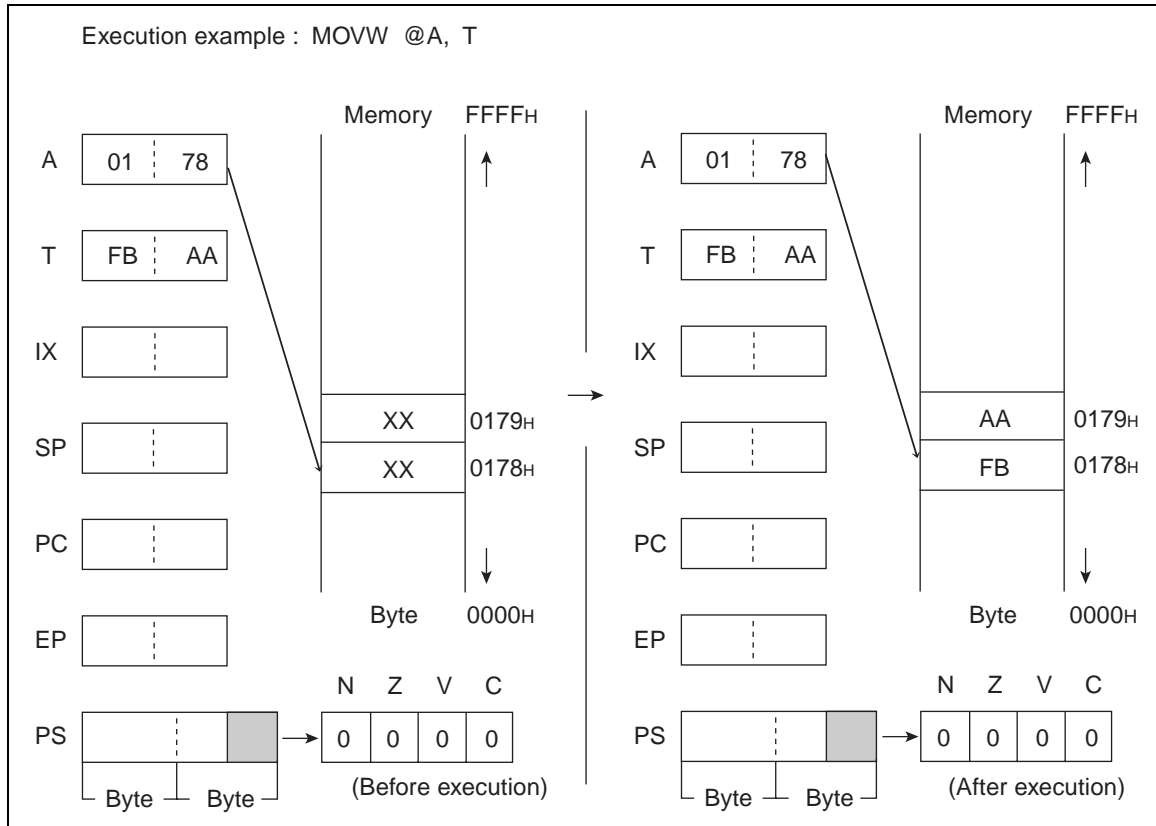 Execution example : MOVW @A, T
Memory FFFFH
A 01 78
T FB AA
IX
XX 0179H
SP
XX 0178H
PC
Byte 0000H
EP
N Z V C
PS 0 0 0 0
Byte Byte (Before execution)
Memory FFFFH
A 01 78
T FB AA
IX
AA 0179H
SP
FB 0178H
PC
Byte 0000H
EP
N Z V C
PS 0 0 0 0
Byte Byte (After execution)